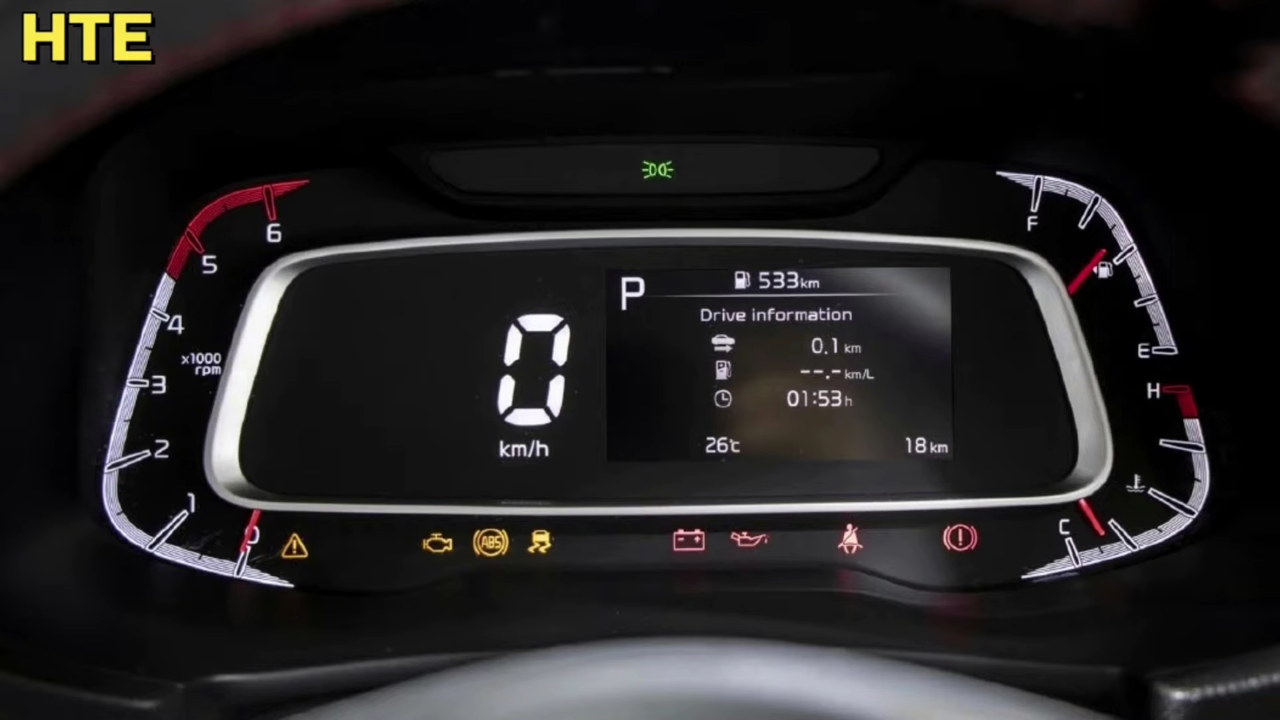 HTE
6
5
4
x1000
rpm
3
2
1
0
P
533km
Drive information
0.1 km
--.- km/L
01:53 h
26℃
18 km
0
km/h
F
E
H
C
ABS